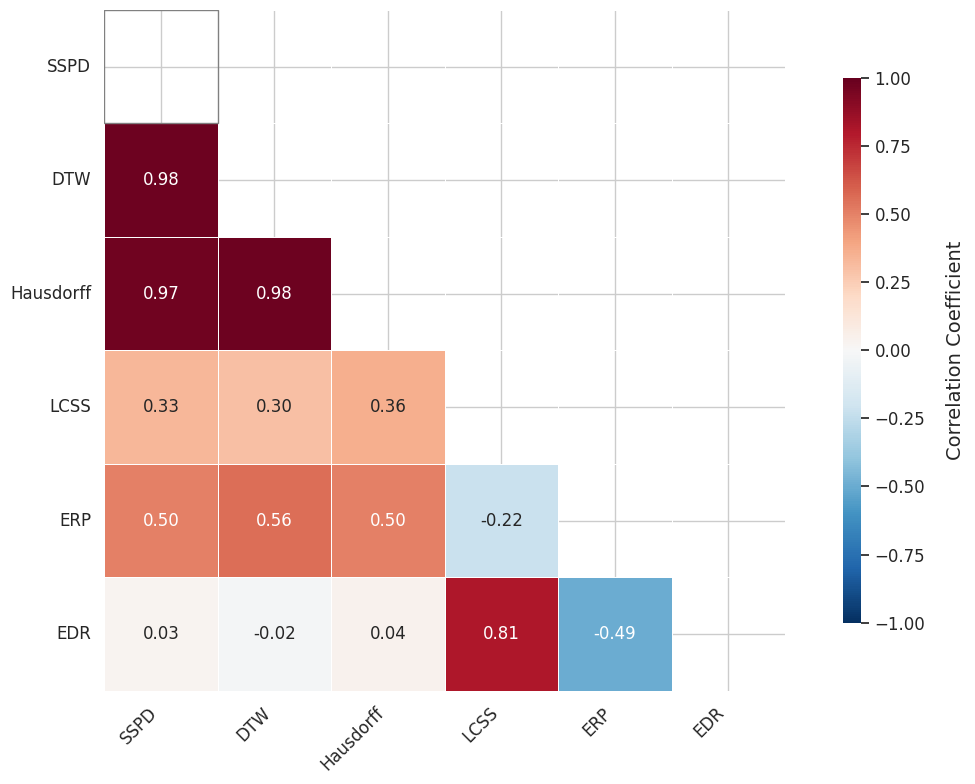 SSPD
DTW 0.98
Hausdorff 0.97 0.98
LCSS 0.33 0.30 0.36
ERP 0.50 0.56 0.50 -0.22
EDR 0.03 -0.02 0.04 0.81 -0.49
SSPD DTW Hausdorff LCSS ERP EDR
1.00
0.75
0.50
0.25
0.00
−0.25
−0.50
−0.75
−1.00
Correlation Coefficient